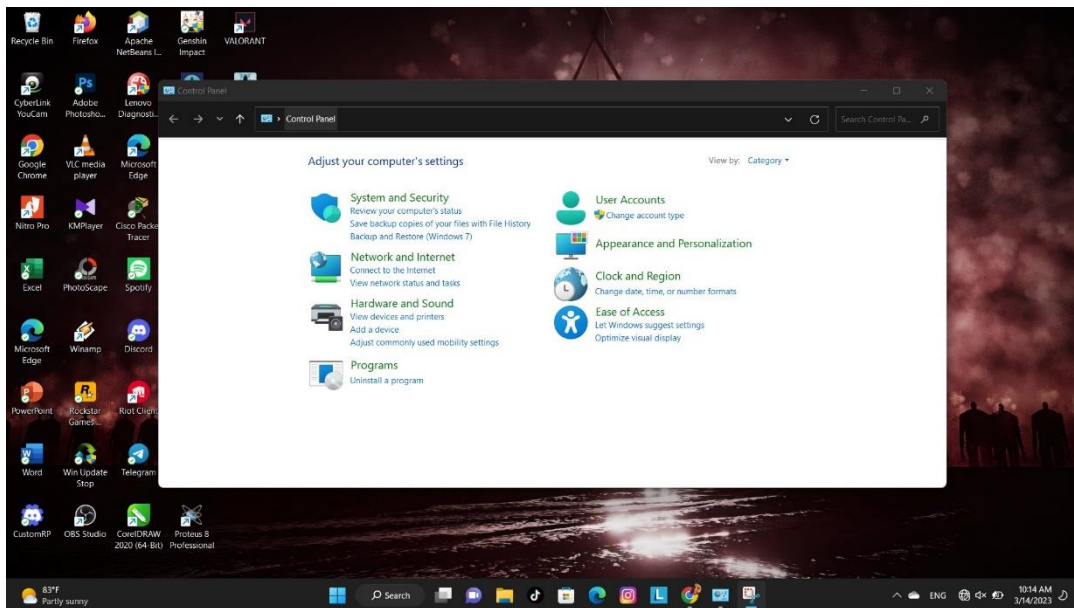 Recycle Bin
Firefox
Apache
NetBeans I...
Genshin
Impact
VALORANT
CyberLink
YouCam
Adobe
Photosho...
Lenovo
Diagnosti...
Google
Chrome
VLC media
player
Microsoft
Edge
Nitro Pro
KMPlayer
Cisco Packe
Tracer
Excel
PhotoScape
Spotify
Microsoft
Edge
Winamp
Discord
PowerPoint
Rockstar
Games...
Riot Client
Word
Win Update
Stop
Telegram
CustomRP
OBS Studio
CorelDRAW
2020 (64-Bit)
Proteus 8
Professional
Control Panel
Control Panel
Search Control Pa...
Adjust your computer's settings
View by: Category
System and Security
Review your computer's status
Save backup copies of your files with File History
Backup and Restore (Windows 7)
Network and Internet
Connect to the Internet
View network status and tasks
Hardware and Sound
View devices and printers
Add a device
Adjust commonly used mobility settings
Programs
Uninstall a program
User Accounts
Change account type
Appearance and Personalization
Clock and Region
Change date, time, or number formats
Ease of Access
Let Windows suggest settings
Optimize visual display
83°F
Partly sunny
Search
ENG
10:14 AM
3/14/2023